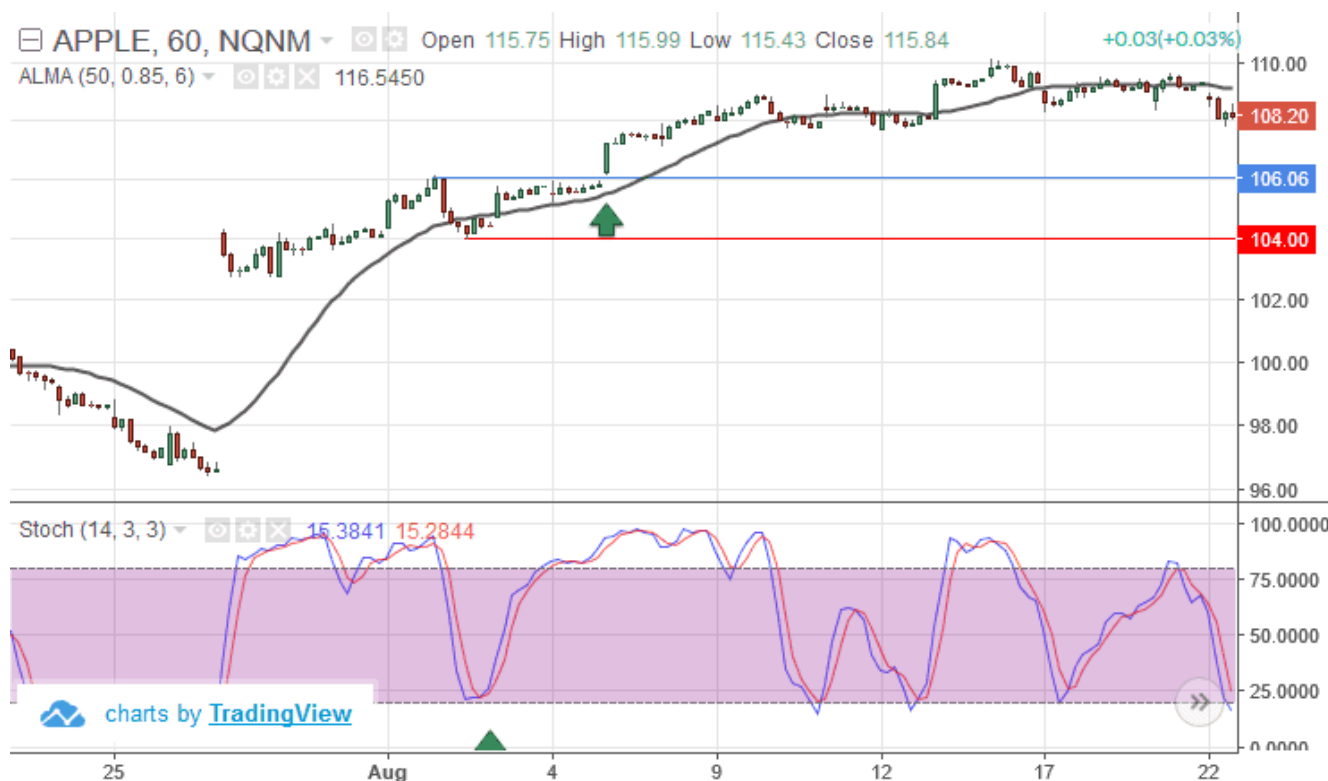 APPLE, 60, NQNM Open 115.75 High 115.99 Low 115.43 Close 115.84 +0.03(+0.03%)
ALMA (50, 0.85, 6) 116.5450
110.00
108.20
106.06
104.00
102.00
100.00
98.00
96.00
Stoch (14, 3, 3) 15.3841 15.2844
100.0000
75.0000
50.0000
25.0000
0.0000
charts by TradingView
25 Aug 4 9 12 17 22